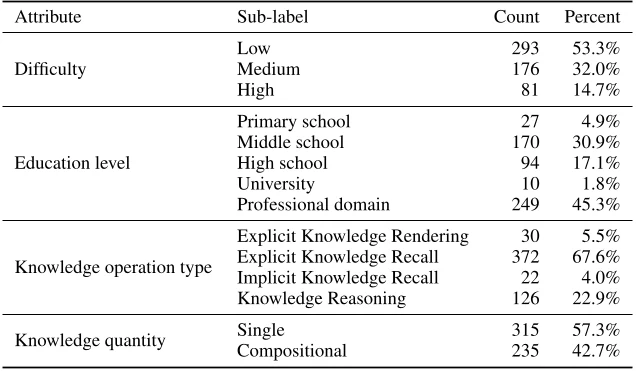 Attribute Sub-label Count Percent
Low 293 53.3%
Difficulty Medium 176 32.0%
High 81 14.7%
Primary school 27 4.9%
Middle school 170 30.9%
Education level High school 94 17.1%
University 10 1.8%
Professional domain 249 45.3%
Explicit Knowledge Rendering 30 5.5%
Explicit Knowledge Recall 372 67.6%
Knowledge operation type
Implicit Knowledge Recall 22 4.0%
Knowledge Reasoning 126 22.9%
Single 315 57.3%
Knowledge quantity
Compositional 235 42.7%